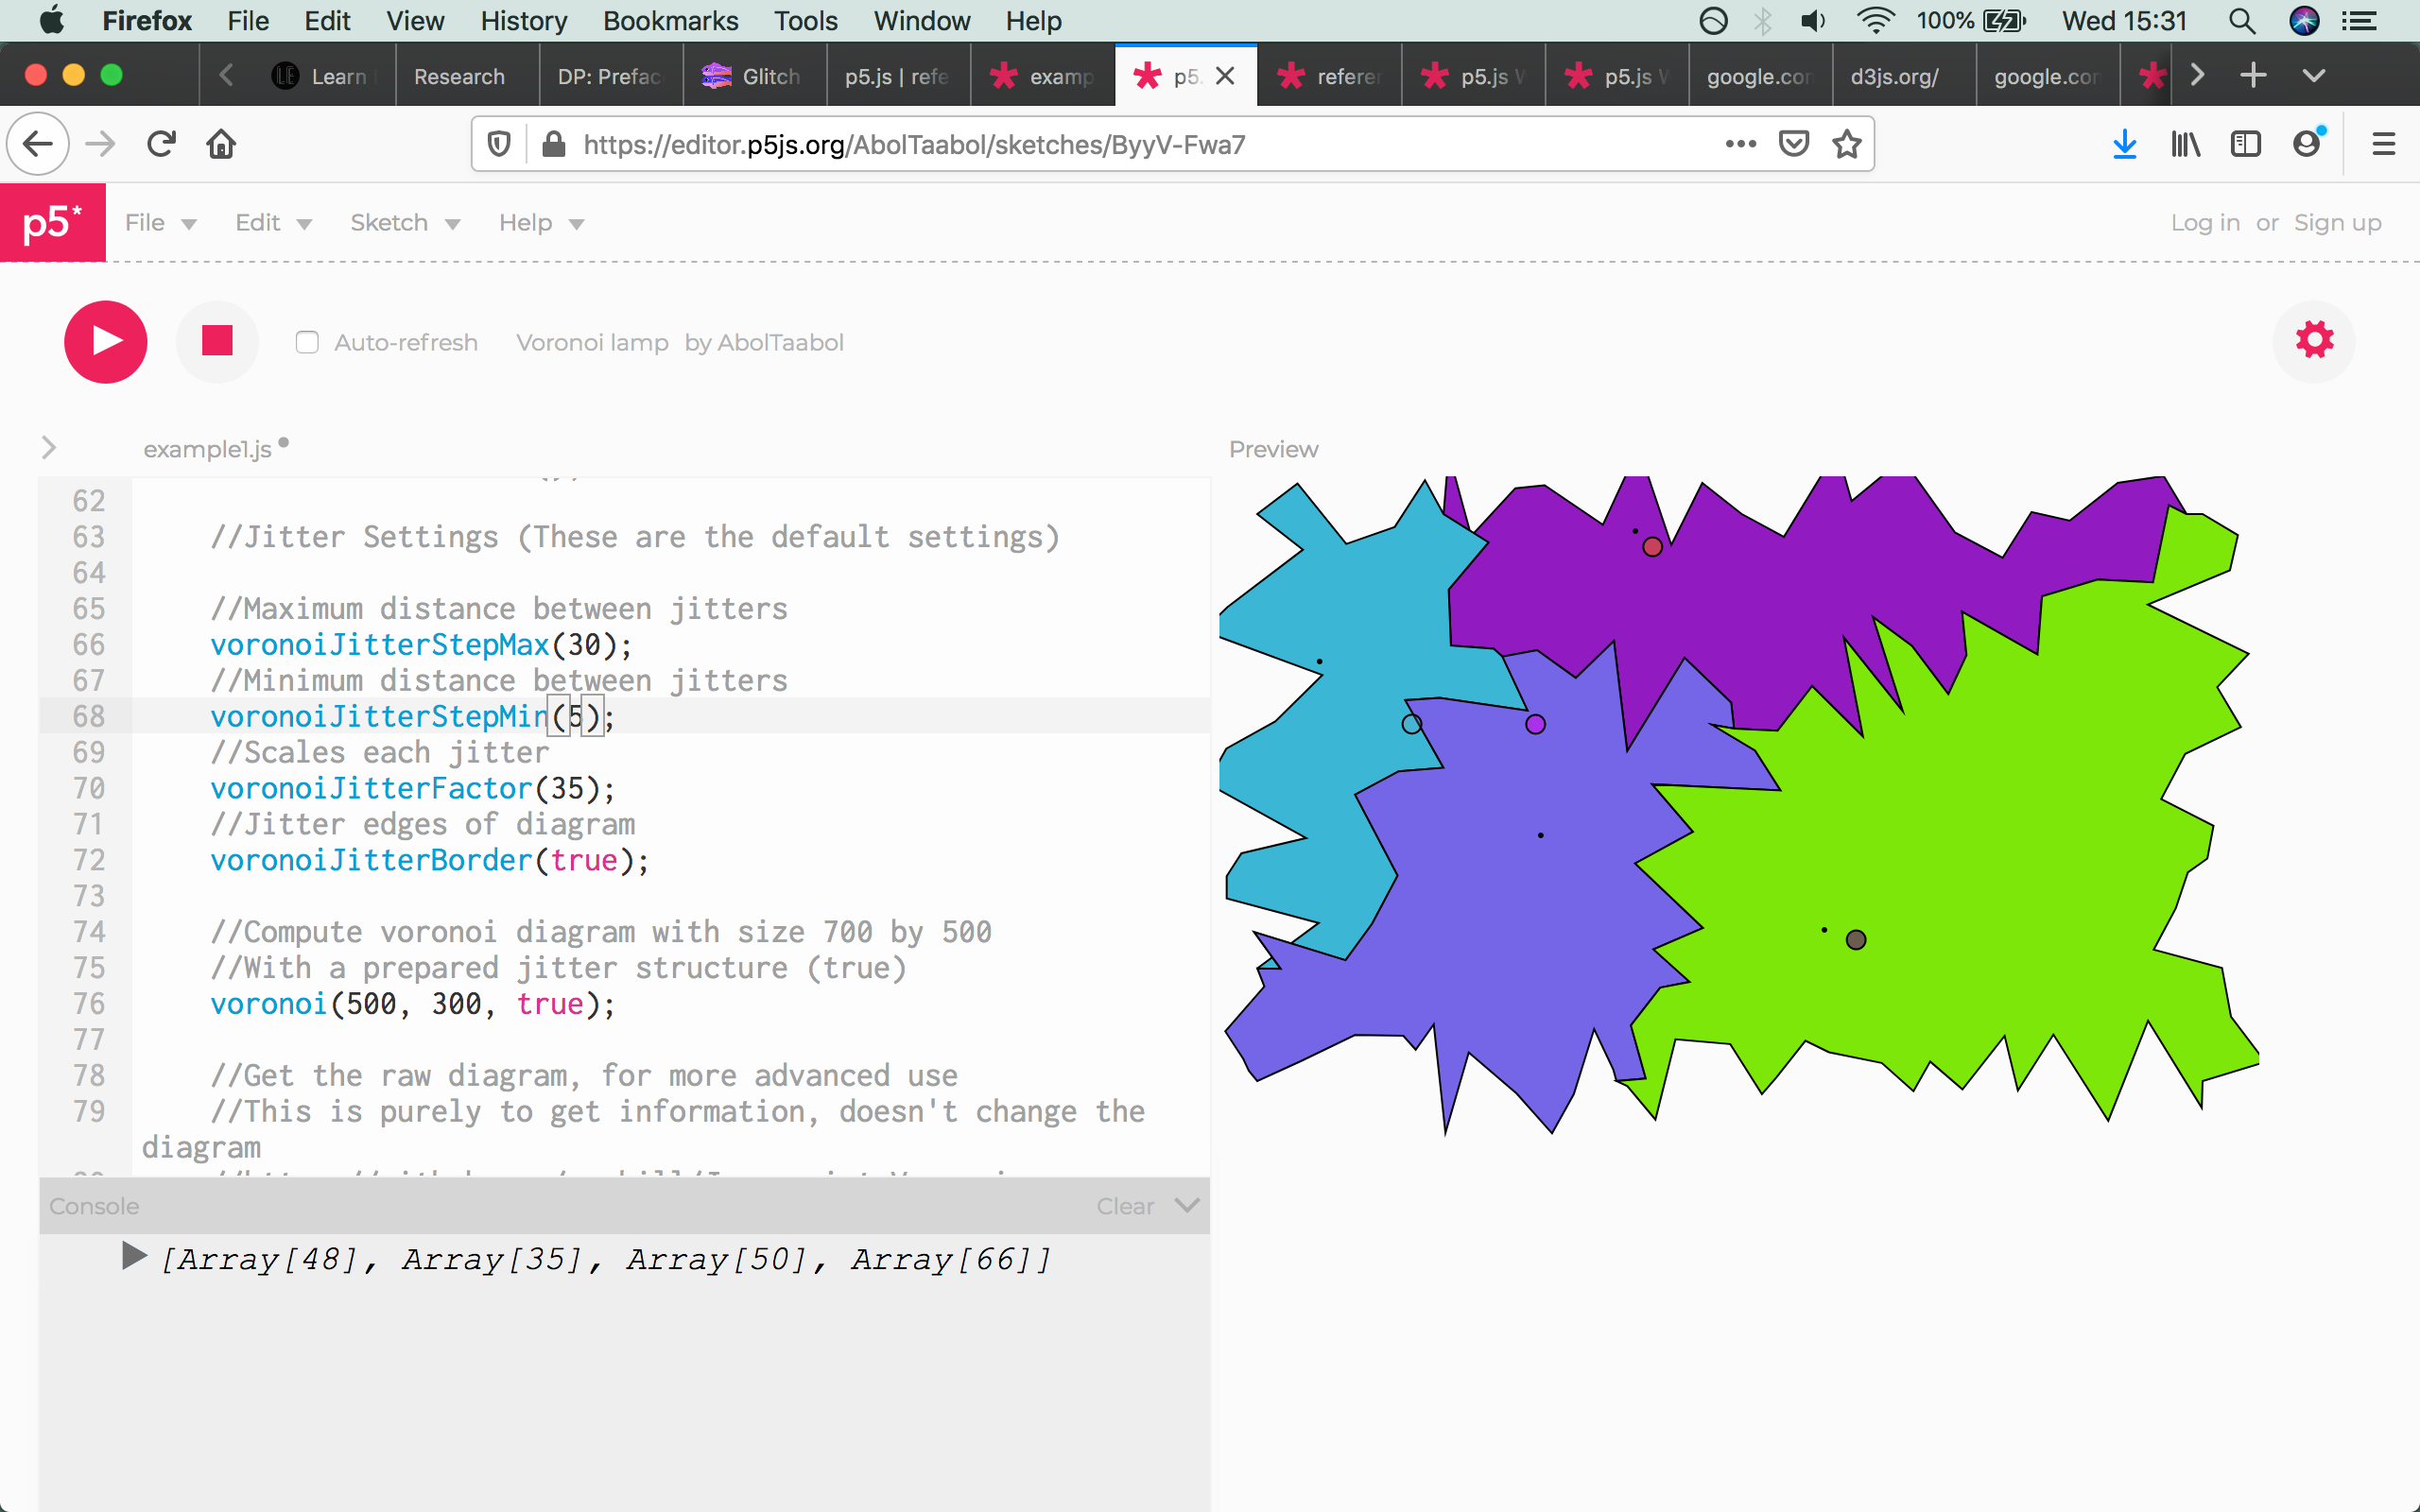 Firefox File Edit View History Bookmarks Tools Window Help 100% Wed 15:31
LE Learn Research DP: Preface Glitch p5.js | refe examp p5. referen p5.js p5.js google.com d3js.org/ google.com
https://editor.p5js.org/AbolTaabol/sketches/ByyV-Fwa7
p5* File Edit Sketch Help Log in or Sign up
Auto-refresh Voronoi lamp by AbolTaabol
example1.js
Preview
62
63 //Jitter Settings (These are the default settings)
64
65 //Maximum distance between jitters
66 voronoiJitterStepMax(30);
67 //Minimum distance between jitters
68 voronoiJitterStepMin(5);
69 //Scales each jitter
70 voronoiJitterFactor(35);
71 //Jitter edges of diagram
72 voronoiJitterBorder(true);
73
74 //Compute voronoi diagram with size 700 by 500
75 //With a prepared jitter structure (true)
76 voronoi(500, 300, true);
77
78 //Get the raw diagram, for more advanced use
79 //This is purely to get information, doesn't change the
diagram
Console Clear
[Array[48], Array[35], Array[50], Array[66]]